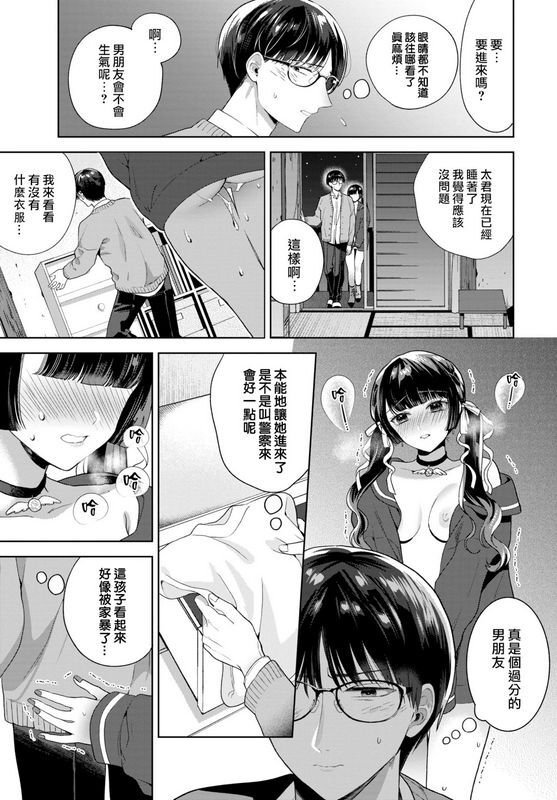 要…
要進來嗎?
眼睛都不知道
該往哪看了
真麻煩…
啊…
男朋友會不會
生氣呢…?
太君現在已經
睡著了
我覺得應該
沒問題
這樣啊…
我來看看
有沒有
什麼衣服
真是個過分的
男朋友
本能地讓她進來了
是不是叫警察來
會好一點呢
哈
哈
哈
哈
這孩子看起來
好像被家暴了…